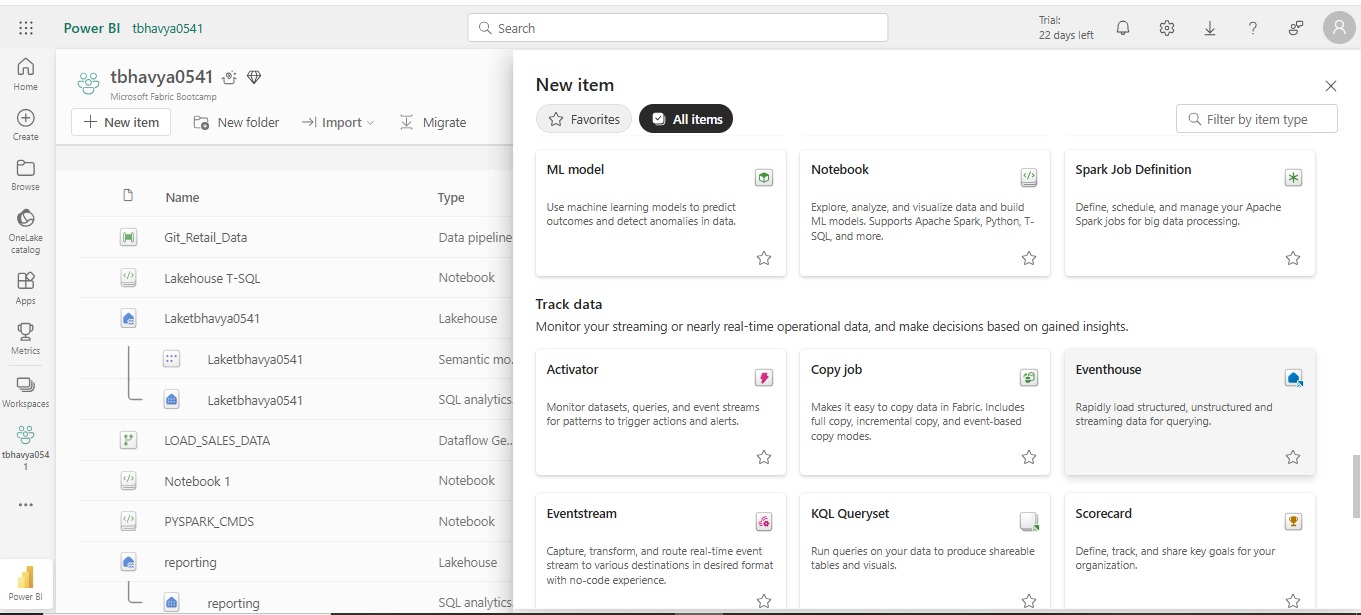 Power BI tbhavya0541
Search
Trial:
22 days left
Home
Create
Browse
OneLake
catalog
Apps
Metrics
Workspaces
tbhavya054
1
Power BI
tbhavya0541
Microsoft Fabric Bootcamp
New item
New folder
Import
Migrate
Name Type
Git_Retail_Data Data pipeline
Lakehouse T-SQL Notebook
Laketbhavya0541 Lakehouse
Laketbhavya0541 Semantic mo...
Laketbhavya0541 SQL analytics
LOAD_SALES_DATA Dataflow Ge...
Notebook 1 Notebook
PYSPARK_CMDS Notebook
reporting Lakehouse
reporting SQL analytics
New item
Favorites
All items
Filter by item type
ML model
Use machine learning models to predict
outcomes and detect anomalies in data.
Notebook
Explore, analyze, and visualize data and build
ML models. Supports Apache Spark, Python, T-
SQL, and more.
Spark Job Definition
Define, schedule, and manage your Apache
Spark jobs for big data processing.
Track data
Monitor your streaming or nearly real-time operational data, and make decisions based on gained insights.
Activator
Monitor datasets, queries, and event streams
for patterns to trigger actions and alerts.
Copy job
Makes it easy to copy data in Fabric. Includes
full copy, incremental copy, and event-based
copy modes.
Eventhouse
Rapidly load structured, unstructured and
streaming data for querying.
Eventstream
Capture, transform, and route real-time event
stream to various destinations in desired format
with no-code experience.
KQL Queryset
Run queries on your data to produce shareable
tables and visuals.
Scorecard
Define, track, and share key goals for your
organization.